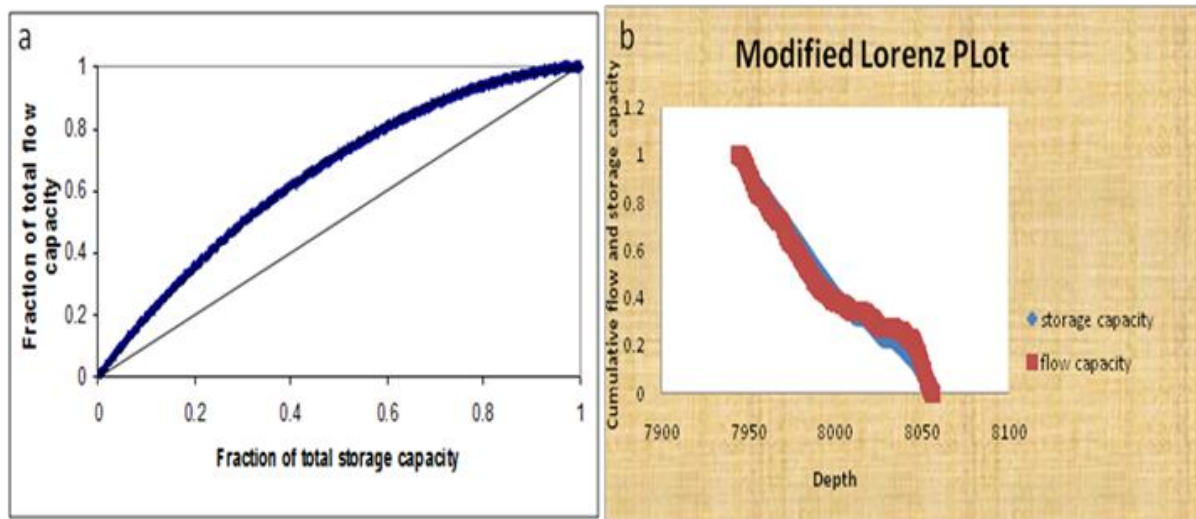 a
Fraction of total flow
capacity
1
0.8
0.6
0.4
0.2
0
0
0.2
0.4
0.6
0.8
1
Fraction of total storage capacity
b
Modified Lorenz PLot
Cumulative flow and storage capacity
1.2
1
0.8
0.6
0.4
0.2
0
7900
7950
8000
8050
8100
Depth
storage capacity
flow capacity